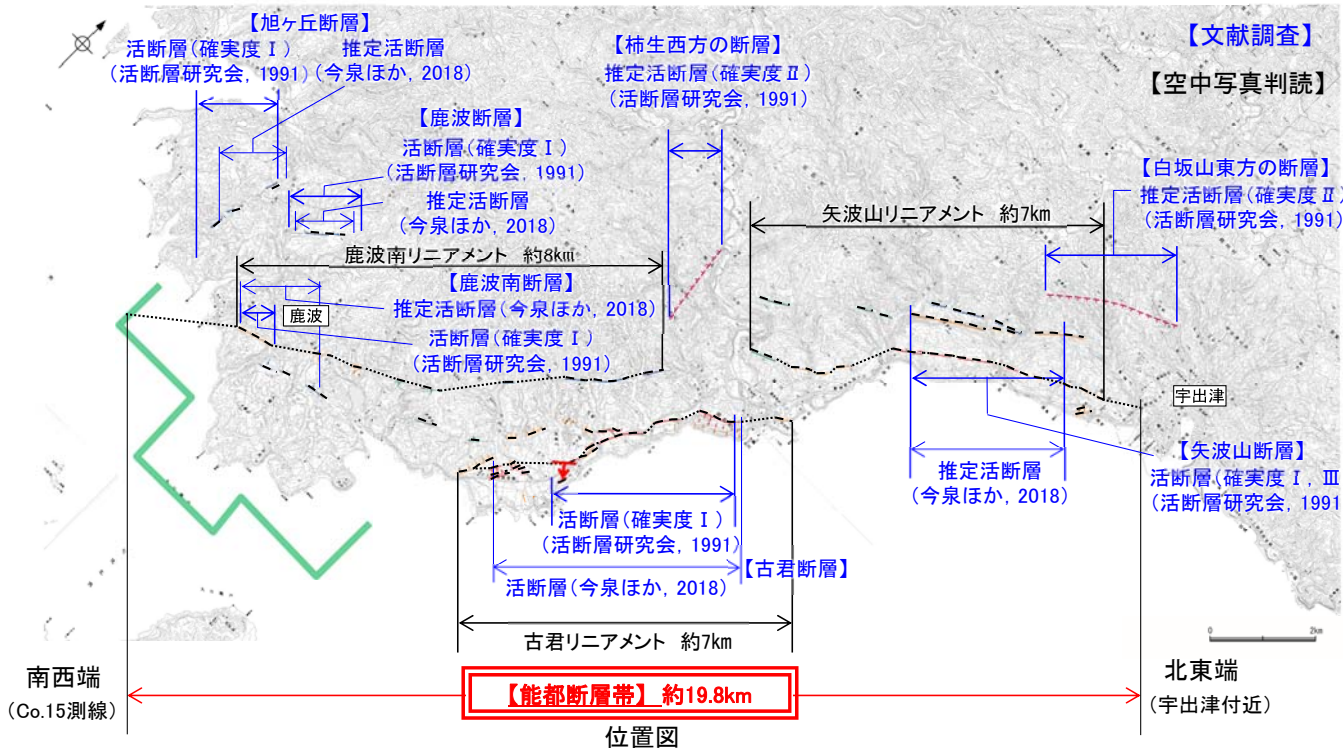 【旭ヶ丘断層】
活断層(確実度Ⅰ)
(活断層研究会, 1991)
推定活断層
(今泉ほか, 2018)
【柿生西方の断層】
推定活断層(確実度Ⅱ)
(活断層研究会, 1991)
【文献調査】
【空中写真判読】
【鹿波断層】
活断層(確実度Ⅰ)
(活断層研究会, 1991)
推定活断層
(今泉ほか, 2018)
【白坂山東方の断層】
推定活断層(確実度Ⅱ)
(活断層研究会, 1991)
矢波山リニアメント 約7km
鹿波南リニアメント 約8km
【鹿波南断層】
推定活断層(今泉ほか, 2018)
鹿波
活断層(確実度Ⅰ)
(活断層研究会, 1991)
宇出津
推定活断層
(今泉ほか, 2018)
【矢波山断層】
活断層(確実度Ⅰ, Ⅲ
(活断層研究会, 1991
活断層(確実度Ⅰ)
(活断層研究会, 1991)
【古君断層】
活断層(今泉ほか, 2018)
古君リニアメント 約7km
0 2km
南西端
(Co.15測線)
【能都断層帯】 約19.8km
北東端
(宇出津付近)
位置図